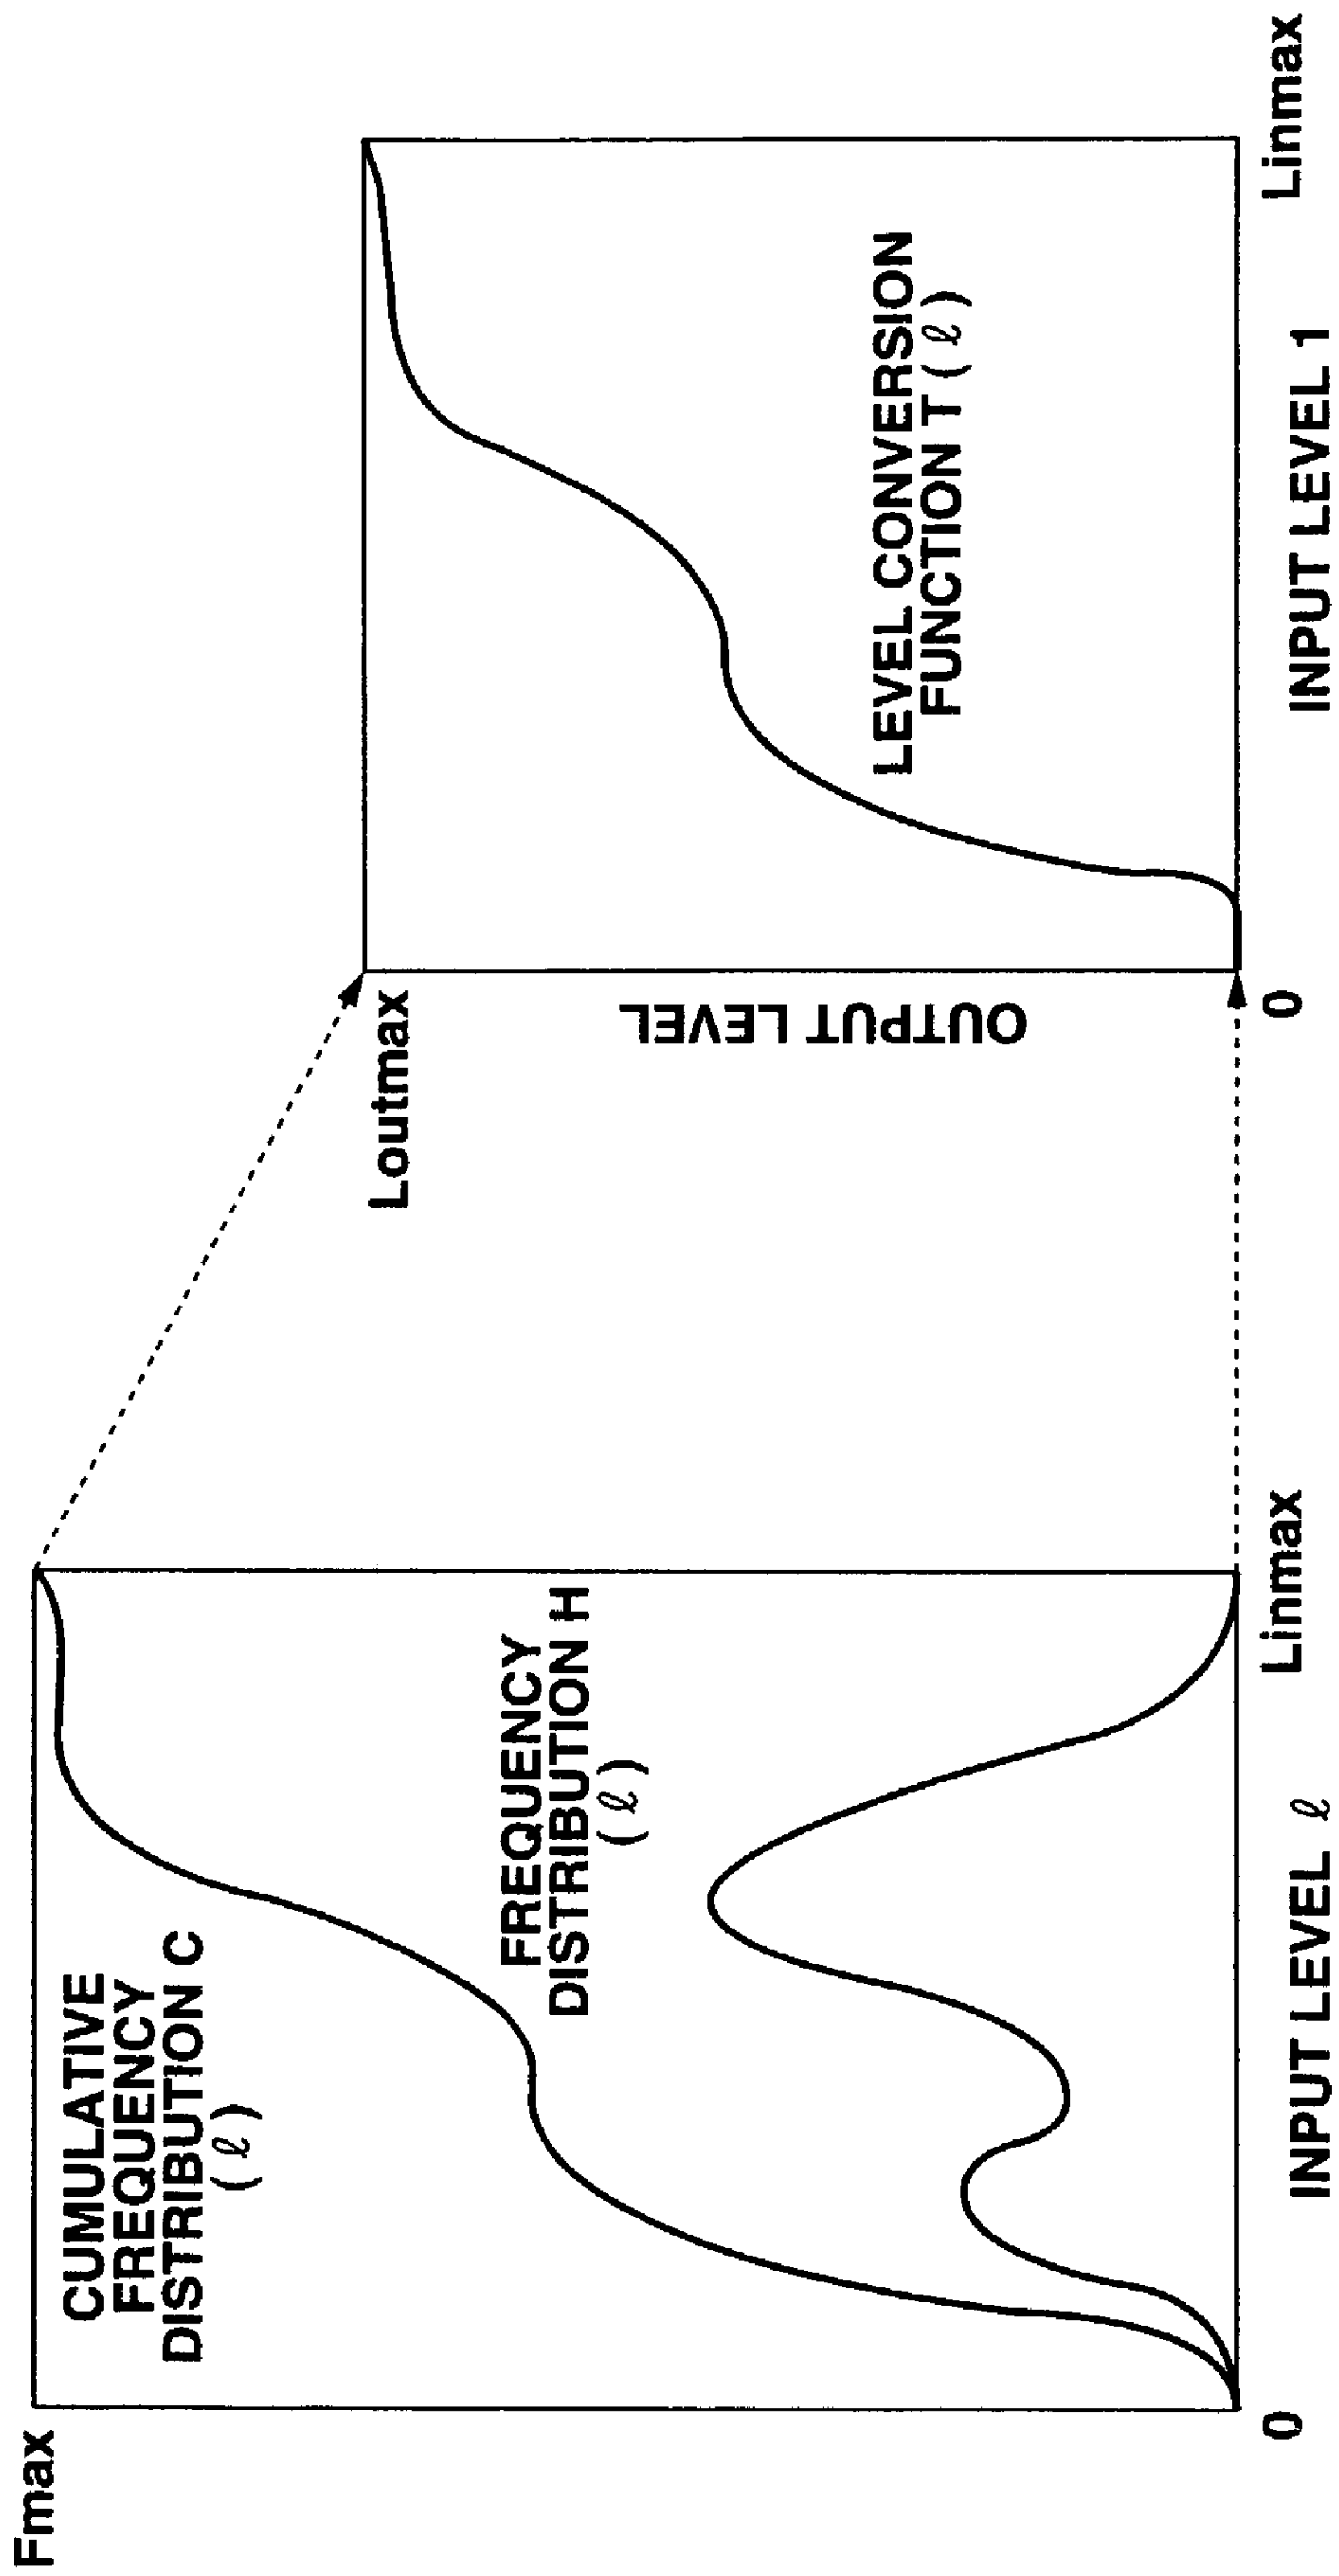 Fmax
CUMULATIVE
FREQUENCY
DISTRIBUTION C
(ℓ)
FREQUENCY
DISTRIBUTION H
(ℓ)
0
INPUT LEVEL ℓ
Linmax
Loutmax
OUTPUT LEVEL
LEVEL CONVERSION
FUNCTION T (ℓ)
0
INPUT LEVEL 1
Linmax